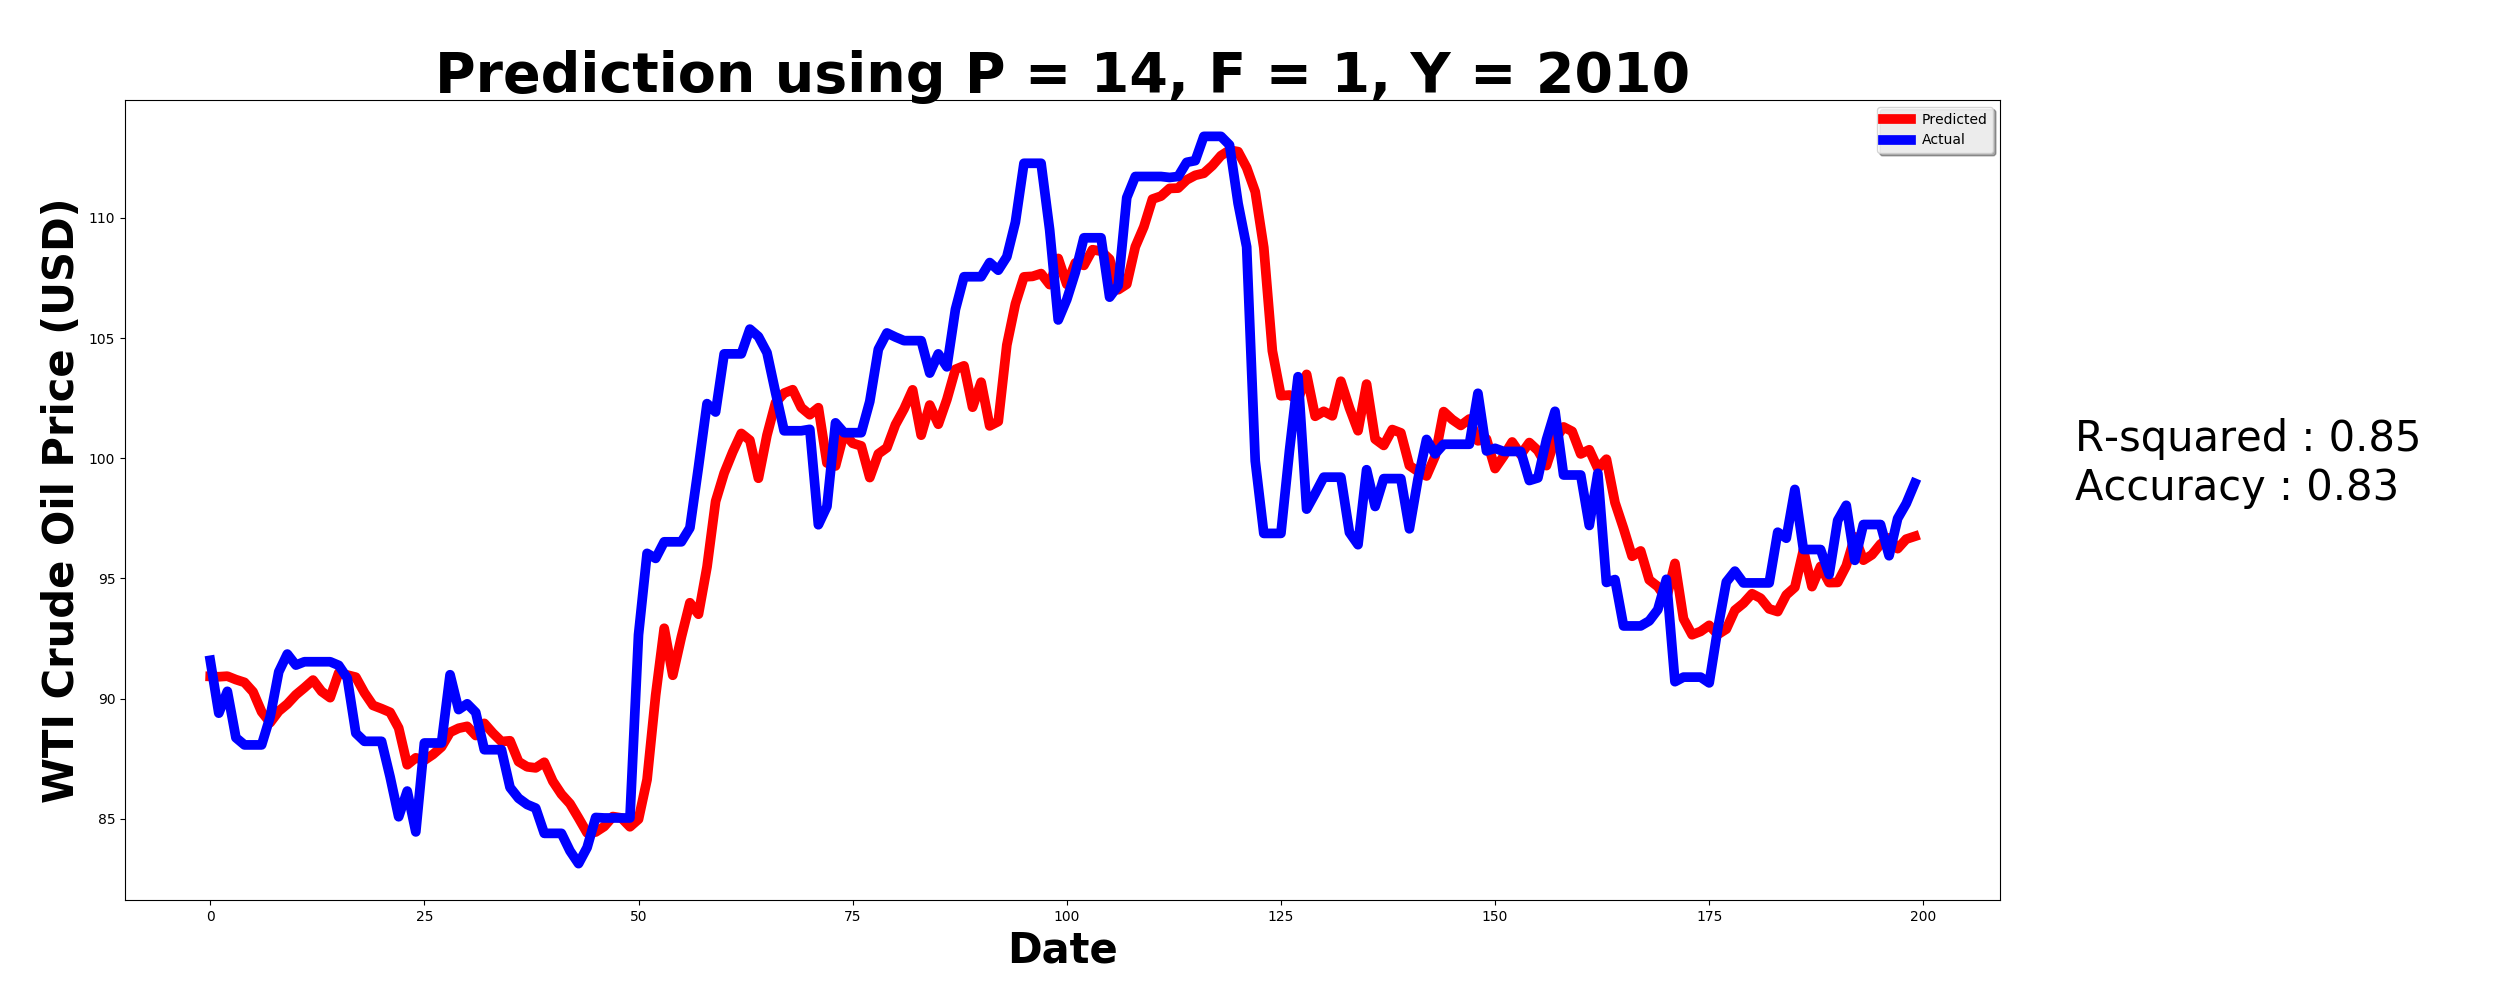 Prediction using P = 14, F = 1, Y = 2010
Predicted
Actual
WTI Crude Oil Price (USD)
110
105
100
95
90
85
0 25 50 75 100 125 150 175 200
Date
R-squared : 0.85
Accuracy : 0.83